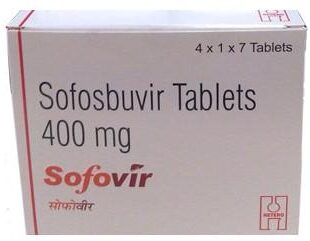 4 x 1 x 7 Tablets
Sofosbuvir Tablets
400 mg
Sofovir
सोफोवीर
HETERO